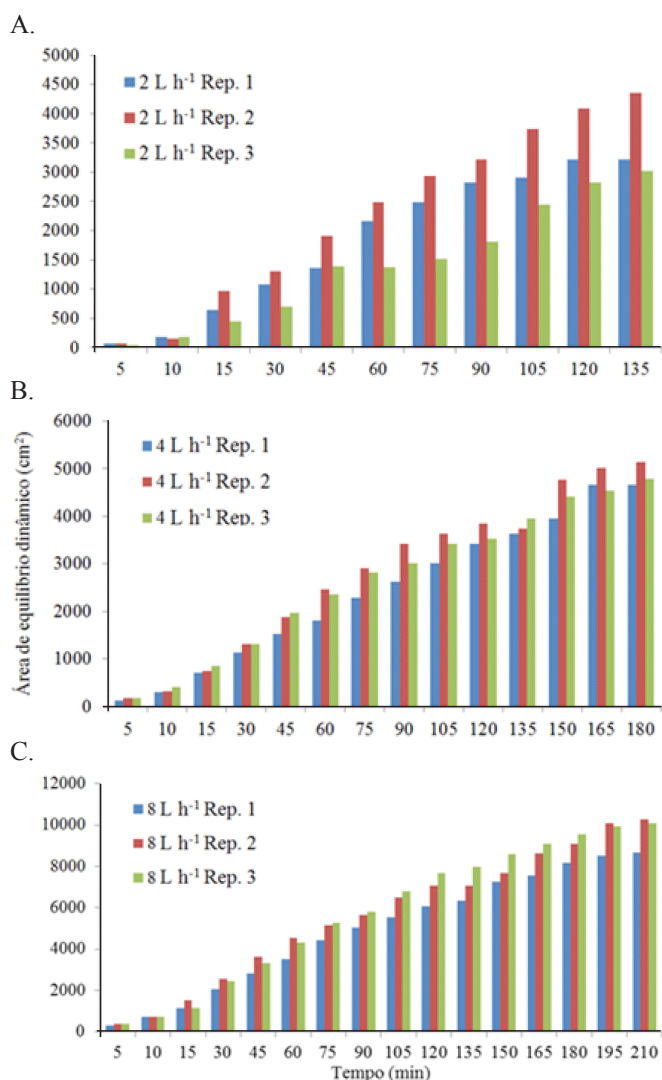 A.
5000
4500
4000
3500
3000
2500
2000
1500
1000
500
0
2 L h⁻¹ Rep. 1
2 L h⁻¹ Rep. 2
2 L h⁻¹ Rep. 3
5 10 15 30 45 60 75 90 105 120 135
B.
Área de equilibrio dinâmico (cm²)
6000
5000
4000
3000
2000
1000
0
4 L h⁻¹ Rep. 1
4 L h⁻¹ Rep. 2
4 L h⁻¹ Rep. 3
5 10 15 30 45 60 75 90 105 120 135 150 165 180
C.
12000
10000
8000
6000
4000
2000
0
8 L h⁻¹ Rep. 1
8 L h⁻¹ Rep. 2
8 L h⁻¹ Rep. 3
5 10 15 30 45 60 75 90 105 120 135 150 165 180 195 210
Tempo (min)